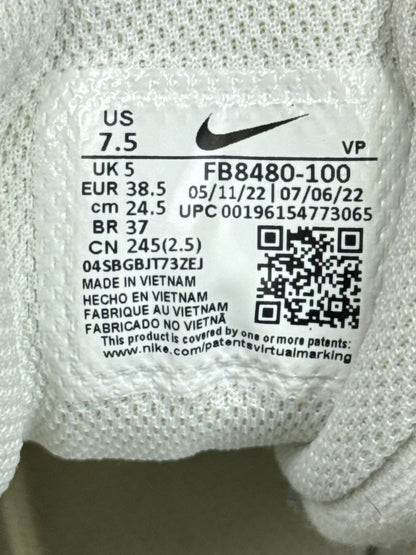 US
7.5
VP
UK 5
FB8480-100
EUR 38.5
05/11/22 | 07/06/22
cm 24.5
UPC 00196154773065
BR 37
CN 245(2.5)
04SBGBJT73ZEJ
MADE IN VIETNAM
HECHO EN VIETNAM
FABRIQUE AU VIETNAM
FABRICADO NO VIETNÃ
This product is covered by one or more patents:
www.nike.com/patentsvirtualmarking